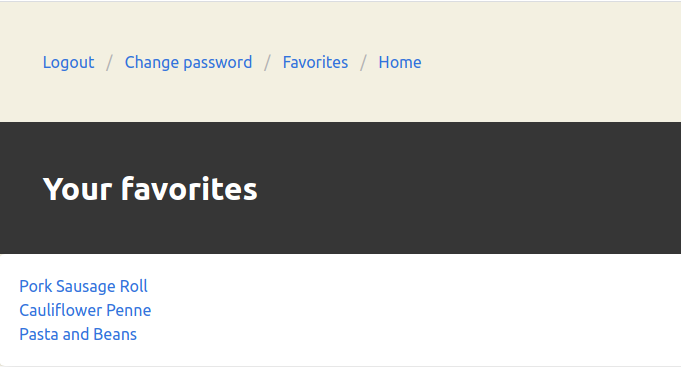 Logout / Change password / Favorites / Home
Your favorites
Pork Sausage Roll
Cauliflower Penne
Pasta and Beans